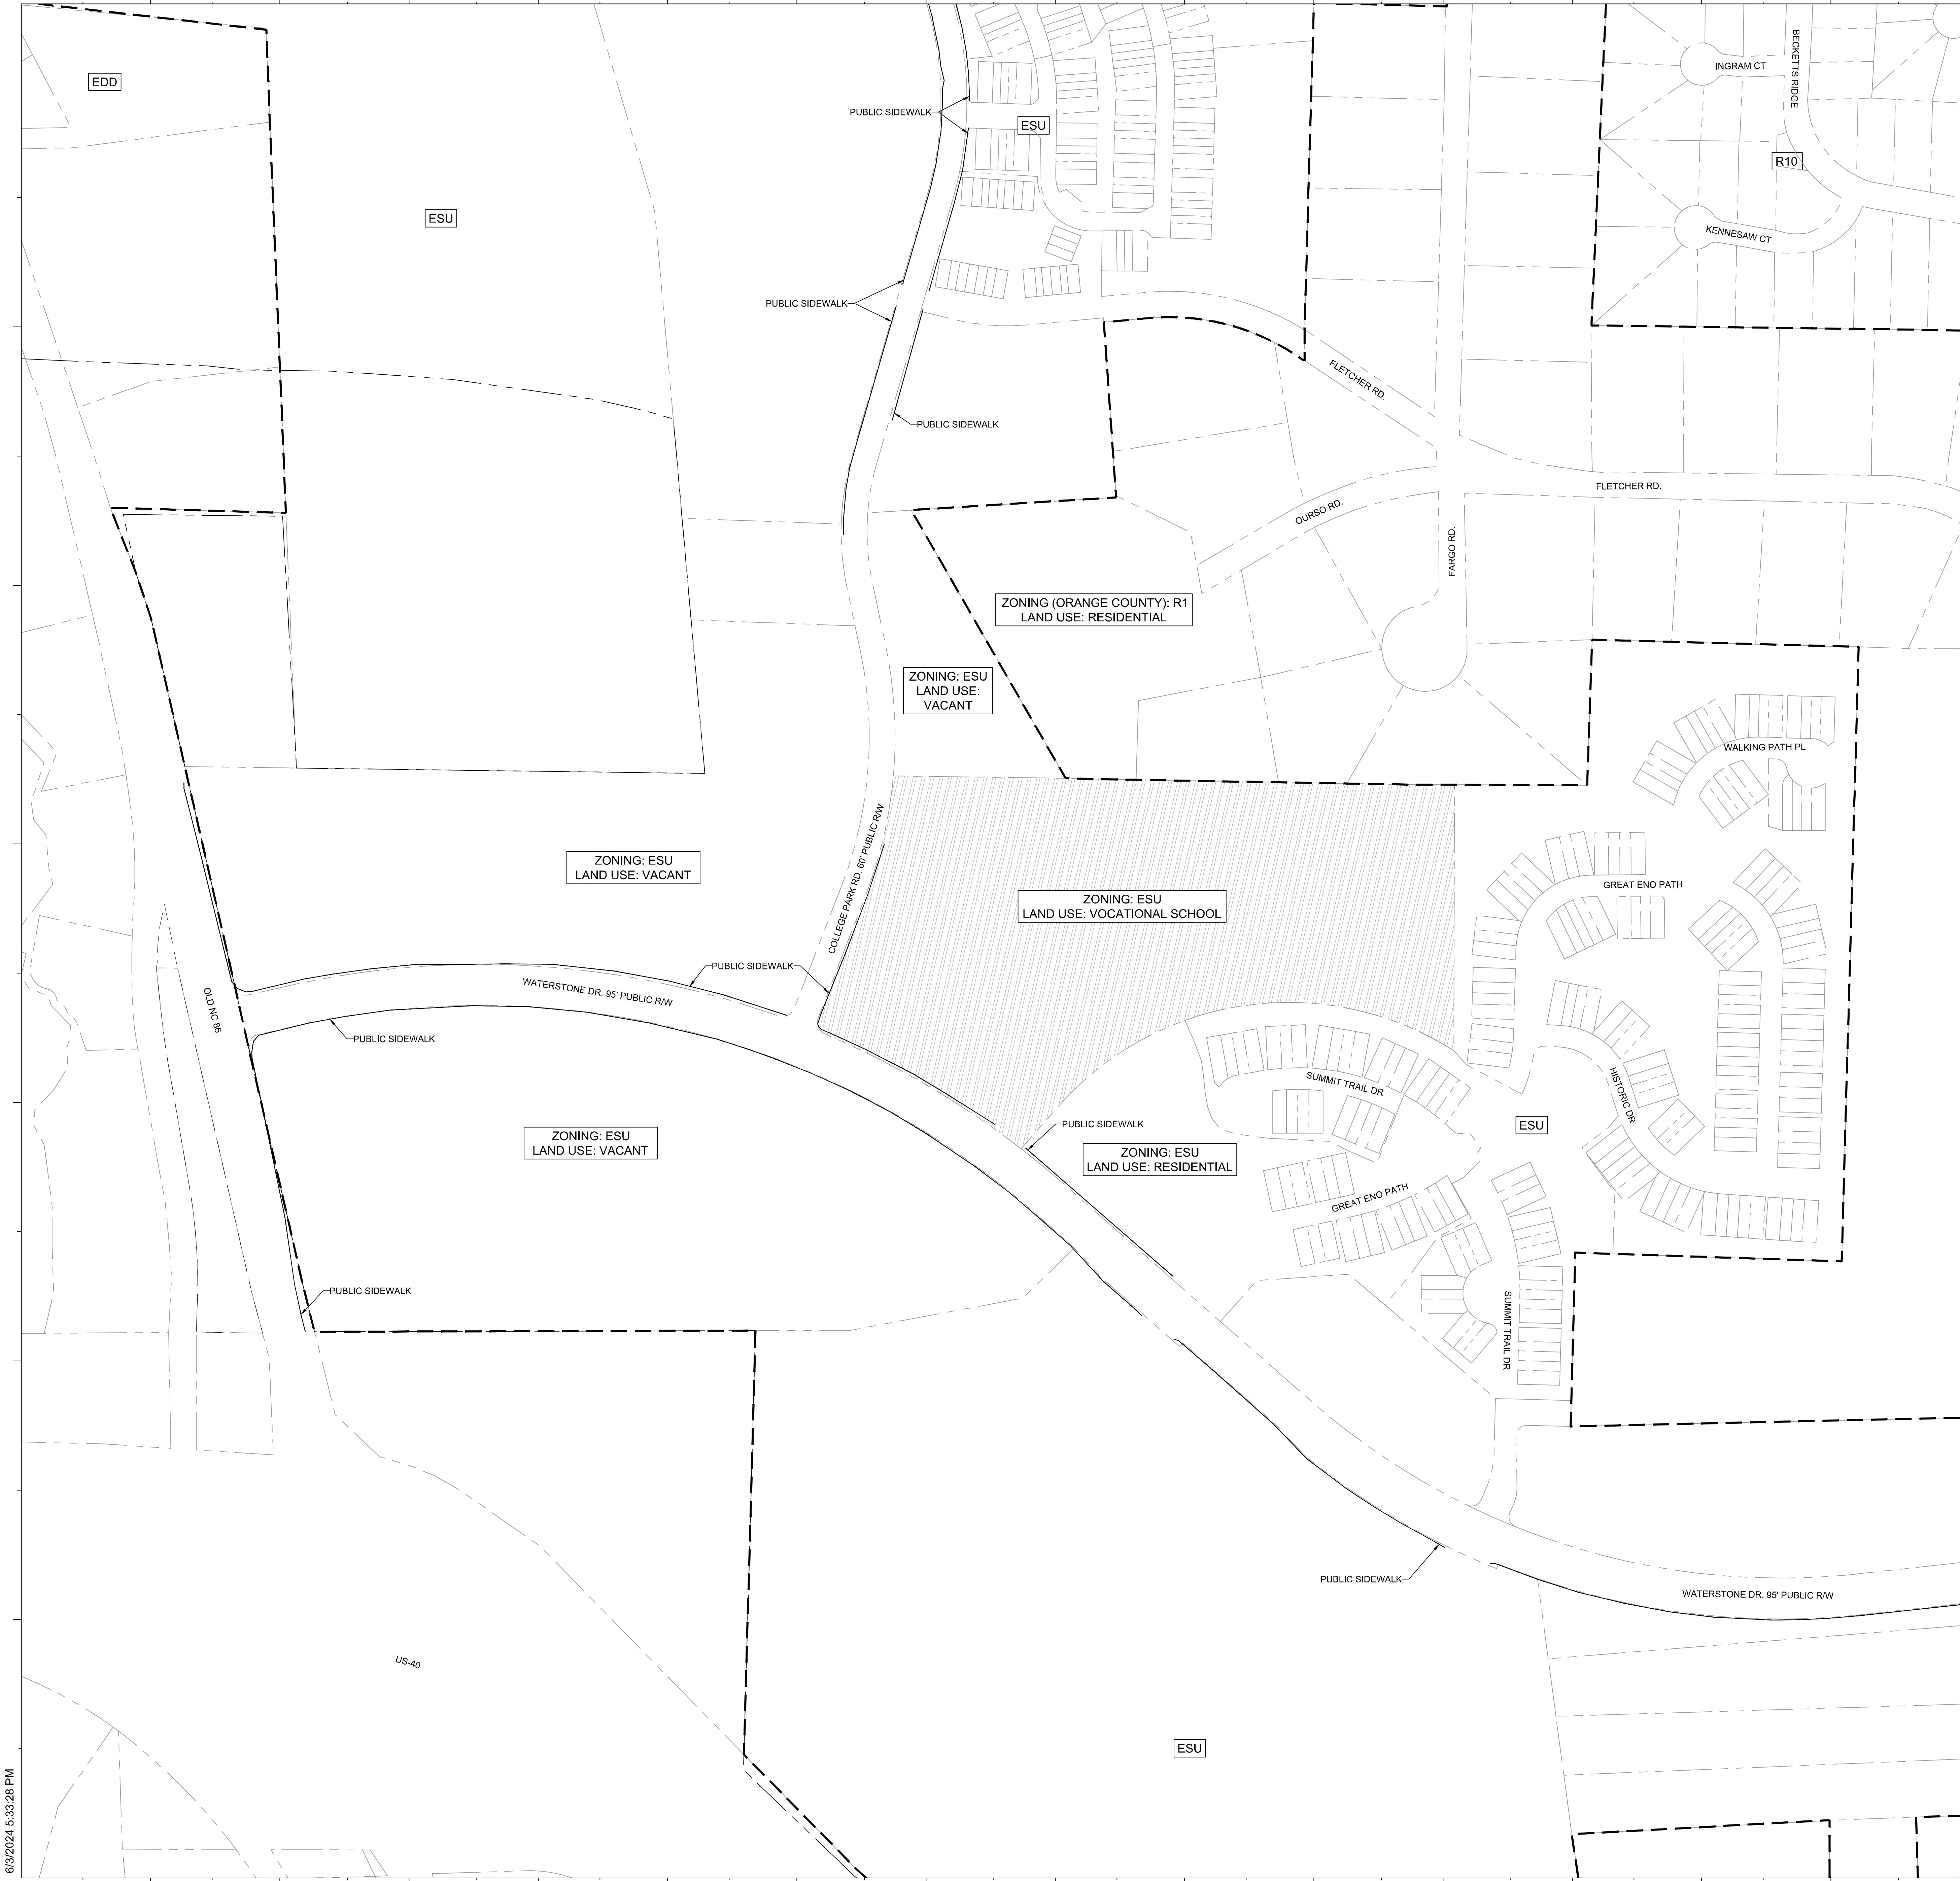 EDD
ESU
PUBLIC SIDEWALK
ESU
INGRAM CT
BECKETTS RIDGE
R10
KENNESAW CT
PUBLIC SIDEWALK
FLETCHER RD.
PUBLIC SIDEWALK
FLETCHER RD.
OURSO RD.
FARGO RD.
ZONING (ORANGE COUNTY): R1
LAND USE: RESIDENTIAL
ZONING: ESU
LAND USE:
VACANT
WALKING PATH PL
COLLEGE PARK RD. 60' PUBLIC R/W
ZONING: ESU
LAND USE: VACANT
ZONING: ESU
LAND USE: VOCATIONAL SCHOOL
GREAT ENO PATH
PUBLIC SIDEWALK
WATERSTONE DR. 95' PUBLIC R/W
OLD NC 86
PUBLIC SIDEWALK
SUMMIT TRAIL DR
HISTORIC DR
PUBLIC SIDEWALK
ESU
ZONING: ESU
LAND USE: VACANT
ZONING: ESU
LAND USE: RESIDENTIAL
GREAT ENO PATH
PUBLIC SIDEWALK
SUMMIT TRAIL DR
PUBLIC SIDEWALK
WATERSTONE DR. 95' PUBLIC R/W
US-40
ESU
6/3/2024 5:33:28 PM